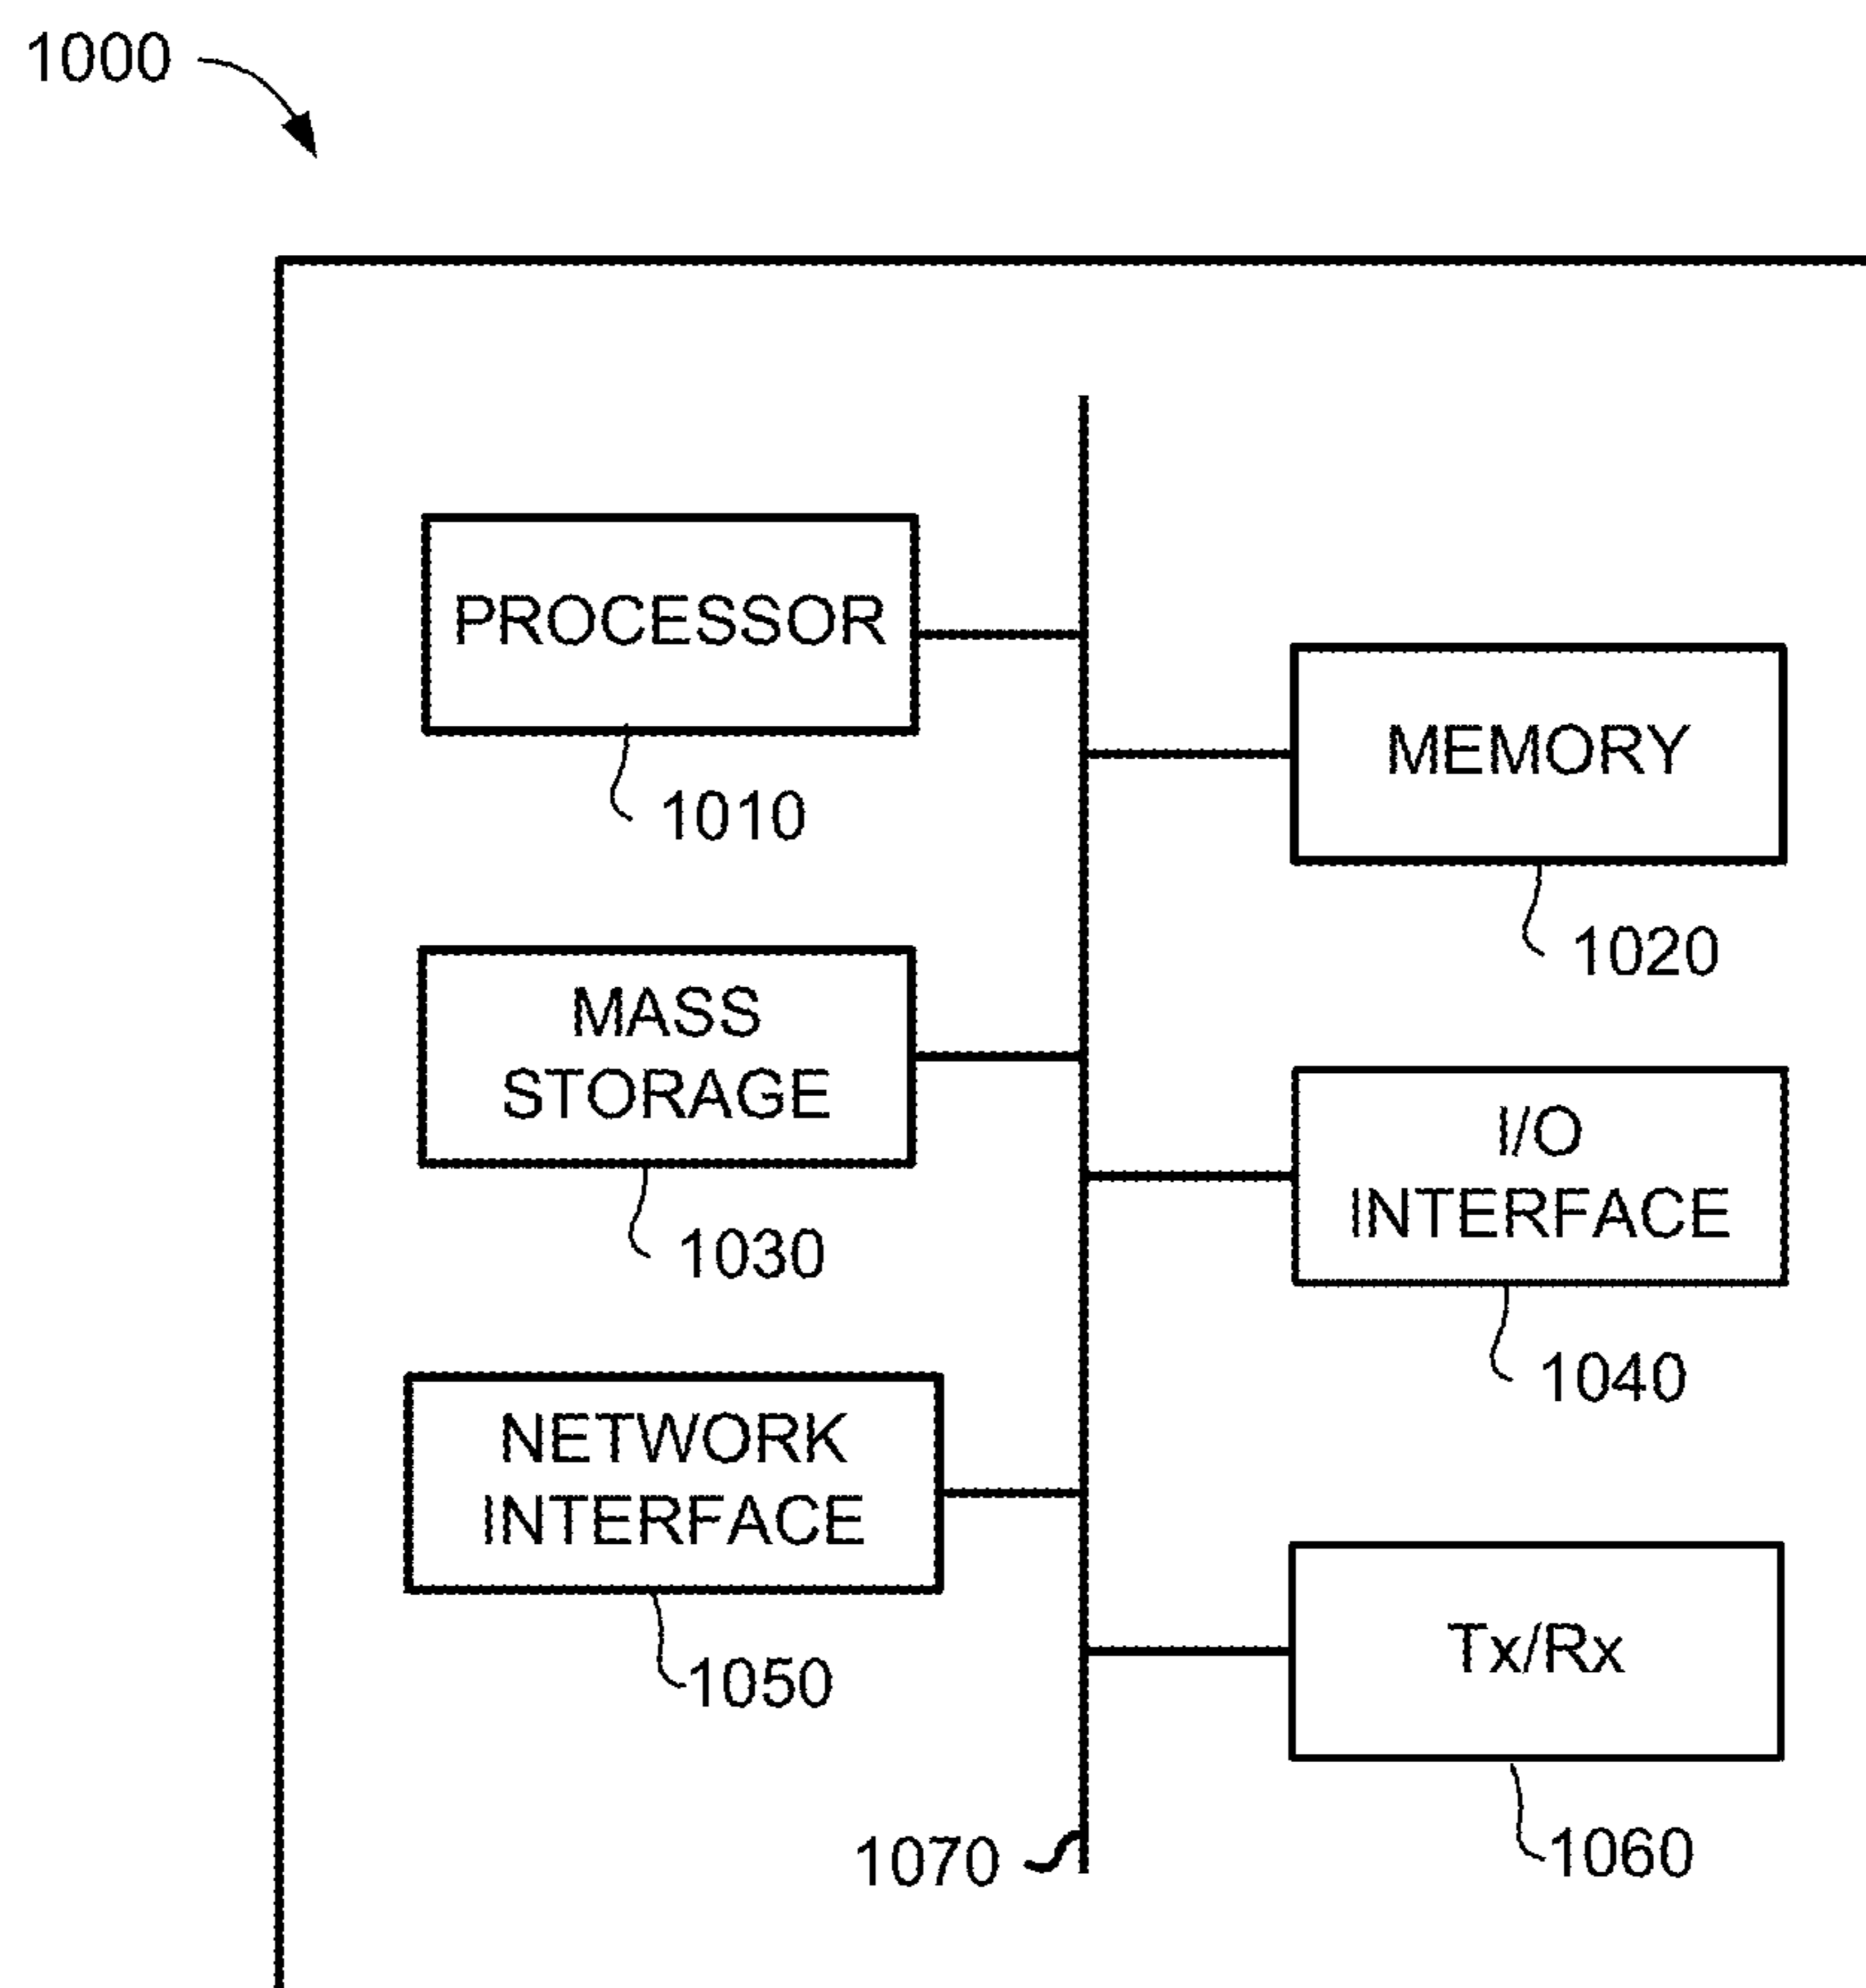 1000
PROCESSOR
1010
MEMORY
1020
MASS
STORAGE
1030
I/O
INTERFACE
1040
NETWORK
INTERFACE
1050
Tx/Rx
1060
1070